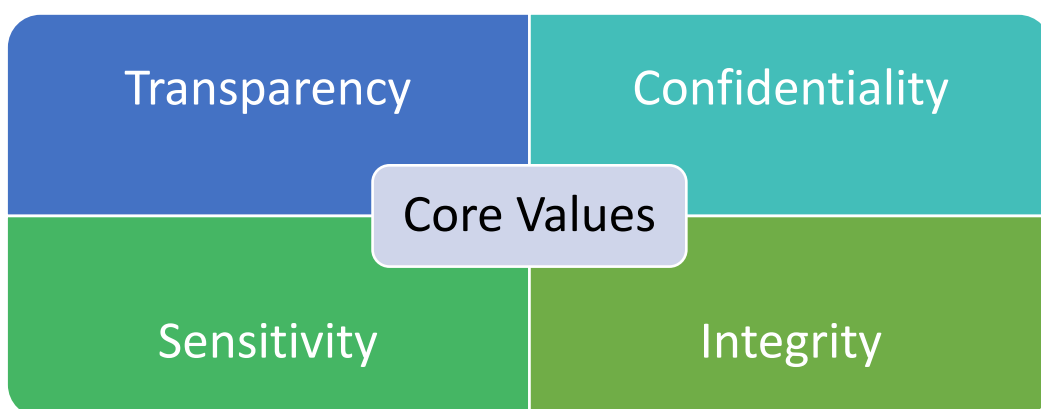 Transparency
Confidentiality
Core Values
Sensitivity
Integrity